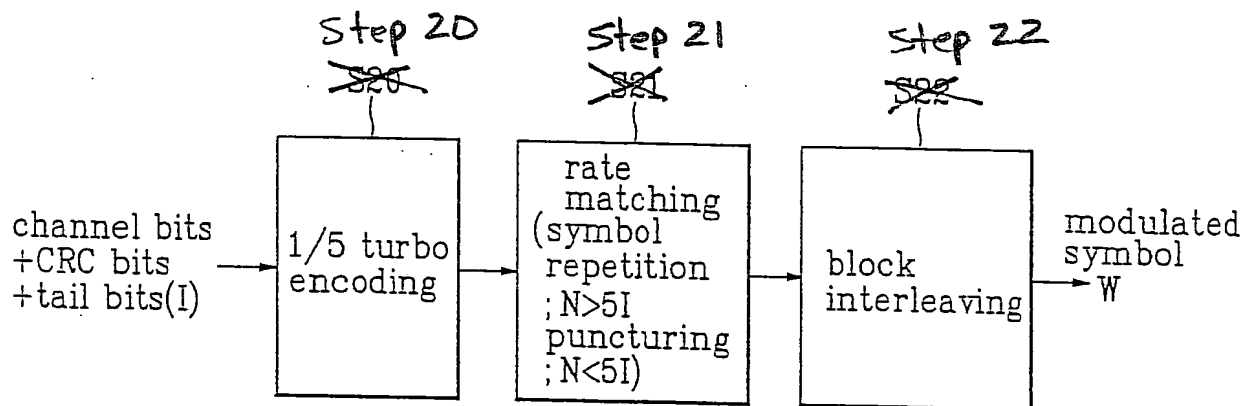 Step 20
Step 21
Step 22
S20
S21
S22
channel bits
+CRC bits
+tail bits(I)
1/5 turbo
encoding
rate
matching
(symbol
repetition
; N>5I
puncturing
; N<5I)
block
interleaving
modulated
symbol
W